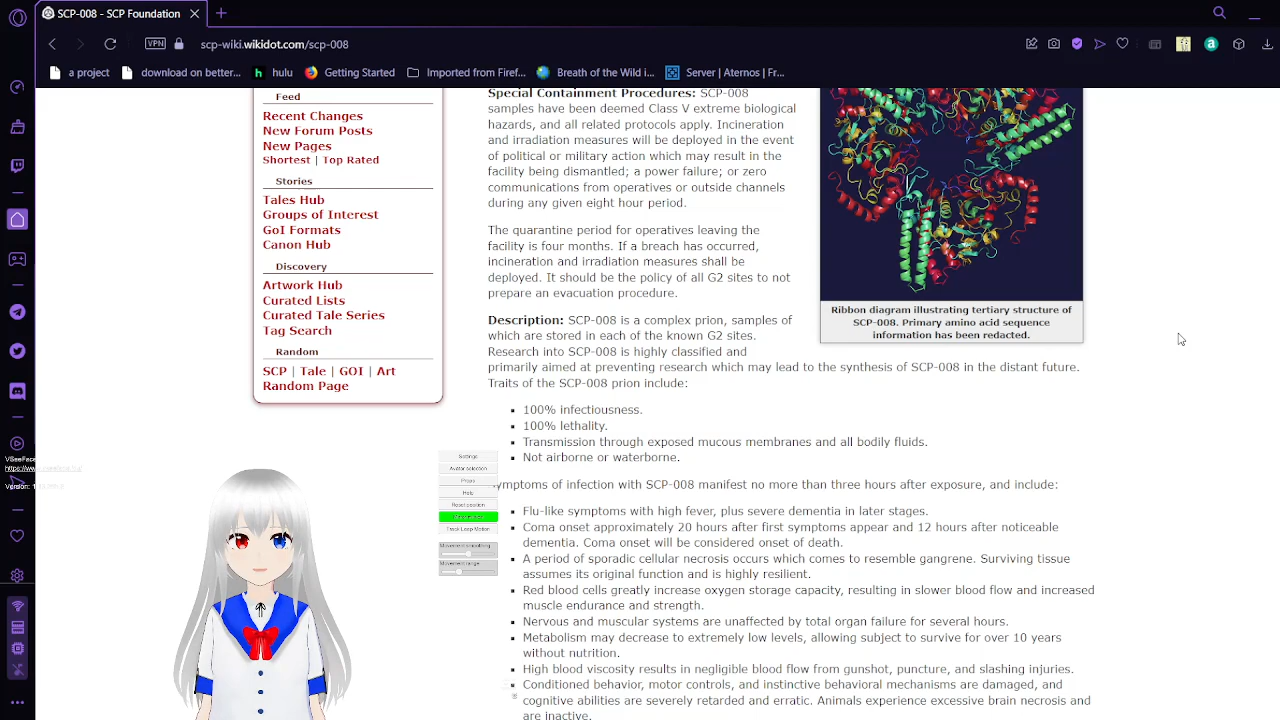 SCP-008 - SCP Foundation
VPN
scp-wiki.wikidot.com/scp-008
a project
download on better...
hulu
Getting Started
Imported from Firef...
Breath of the Wild i...
Server | Aternos | Fr...
Feed
Recent Changes
New Forum Posts
New Pages
Shortest | Top Rated
Stories
Tales Hub
Groups of Interest
GoI Formats
Canon Hub
Discovery
Artwork Hub
Curated Lists
Curated Tale Series
Tag Search
Random
SCP | Tale | GOI | Art
Random Page
Special Containment Procedures: SCP-008
samples have been deemed Class V extreme biological
hazards, and all related protocols apply. Incineration
and irradiation measures will be deployed in the event
of political or military action which may result in the
facility being dismantled; a power failure; or zero
communications from operatives or outside channels
during any given eight hour period.
The quarantine period for operatives leaving the
facility is four months. If a breach has occurred,
incineration and irradiation measures shall be
deployed. It should be the policy of all G2 sites to not
prepare an evacuation procedure.
Ribbon diagram illustrating tertiary structure of
SCP-008. Primary amino acid sequence
information has been redacted.
Description: SCP-008 is a complex prion, samples of
which are stored in each of the known G2 sites.
Research into SCP-008 is highly classified and
primarily aimed at preventing research which may lead to the synthesis of SCP-008 in the distant future.
Traits of the SCP-008 prion include:
100% infectiousness.
100% lethality.
Transmission through exposed mucous membranes and all bodily fluids.
Not airborne or waterborne.
Symptoms of infection with SCP-008 manifest no more than three hours after exposure, and include:
Flu-like symptoms with high fever, plus severe dementia in later stages.
Coma onset approximately 20 hours after first symptoms appear and 12 hours after noticeable
dementia. Coma onset will be considered onset of death.
A period of sporadic cellular necrosis occurs which comes to resemble gangrene. Surviving tissue
assumes its original function and is highly resilient.
Red blood cells greatly increase oxygen storage capacity, resulting in slower blood flow and increased
muscle endurance and strength.
Nervous and muscular systems are unaffected by total organ failure for several hours.
Metabolism may decrease to extremely low levels, allowing subject to survive for over 10 years
without nutrition.
High blood viscosity results in negligible blood flow from gunshot, puncture, and slashing injuries.
Conditioned behavior, motor controls, and instinctive behavioral mechanisms are damaged, and
cognitive abilities are severely retarded and erratic. Animals experience excessive brain necrosis and
are inactive.
VSeeFace
https://www.
Version: 1
Settings
Avatar selection
Props
Help
Reset position
Track Leap Motion
Movement smoothing
Movement range